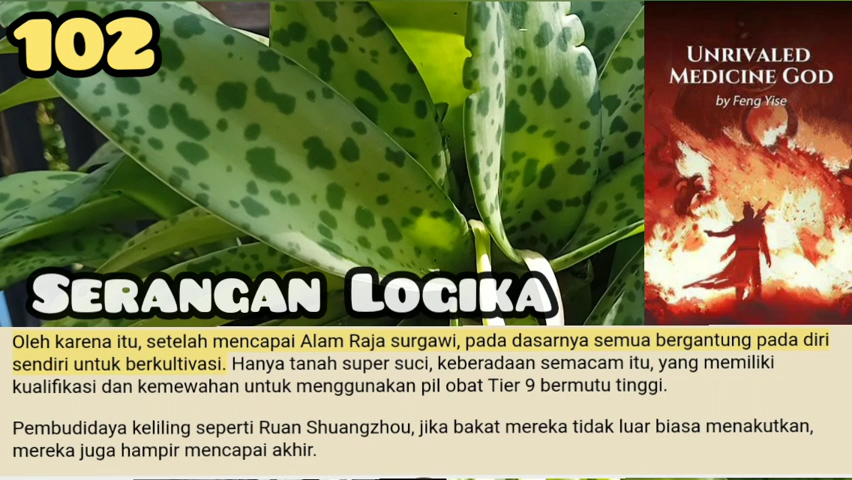 102
UNRIVALED
MEDICINE GOD
by Feng Yise
SERANGAN LOGIKA
Oleh karena itu, setelah mencapai Alam Raja surgawi, pada dasarnya semua bergantung pada diri
sendiri untuk berkultivasi. Hanya tanah super suci, keberadaan semacam itu, yang memiliki
kualifikasi dan kemewahan untuk menggunakan pil obat Tier 9 bermutu tinggi.
Pembudidaya keliling seperti Ruan Shuangzhou, jika bakat mereka tidak luar biasa menakutkan,
mereka juga hampir mencapai akhir.